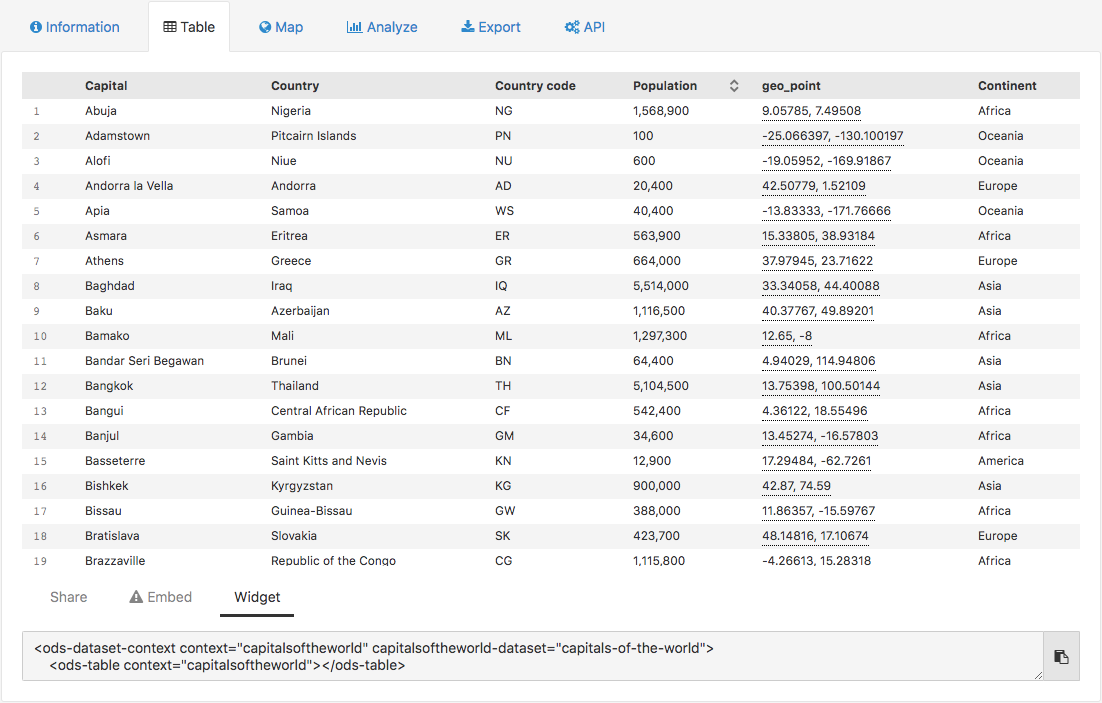 Information Table Map Analyze Export API
Capital Country Country code Population geo_point Continent
1 Abuja Nigeria NG 1,568,900 9.05785, 7.49508 Africa
2 Adamstown Pitcairn Islands PN 100 -25.066397, -130.100197 Oceania
3 Alofi Niue NU 600 -19.05952, -169.91867 Oceania
4 Andorra la Vella Andorra AD 20,400 42.50779, 1.52109 Europe
5 Apia Samoa WS 40,400 -13.83333, -171.76666 Oceania
6 Asmara Eritrea ER 563,900 15.33805, 38.93184 Africa
7 Athens Greece GR 664,000 37.97945, 23.71622 Europe
8 Baghdad Iraq IQ 5,514,000 33.34058, 44.40088 Asia
9 Baku Azerbaijan AZ 1,116,500 40.37767, 49.89201 Asia
10 Bamako Mali ML 1,297,300 12.65, -8 Africa
11 Bandar Seri Begawan Brunei BN 64,400 4.94029, 114.94806 Asia
12 Bangkok Thailand TH 5,104,500 13.75398, 100.50144 Asia
13 Bangui Central African Republic CF 542,400 4.36122, 18.55496 Africa
14 Banjul Gambia GM 34,600 13.45274, -16.57803 Africa
15 Basseterre Saint Kitts and Nevis KN 12,900 17.29484, -62.7261 America
16 Bishkek Kyrgyzstan KG 900,000 42.87, 74.59 Asia
17 Bissau Guinea-Bissau GW 388,000 11.86357, -15.59767 Africa
18 Bratislava Slovakia SK 423,700 48.14816, 17.10674 Europe
19 Brazzaville Republic of the Congo CG 1,115,800 -4.26613, 15.28318 Africa
Share Embed Widget
<ods-dataset-context context="capitalsoftheworld" capitalsoftheworld-dataset="capitals-of-the-world">
<ods-table context="capitalsoftheworld"></ods-table>